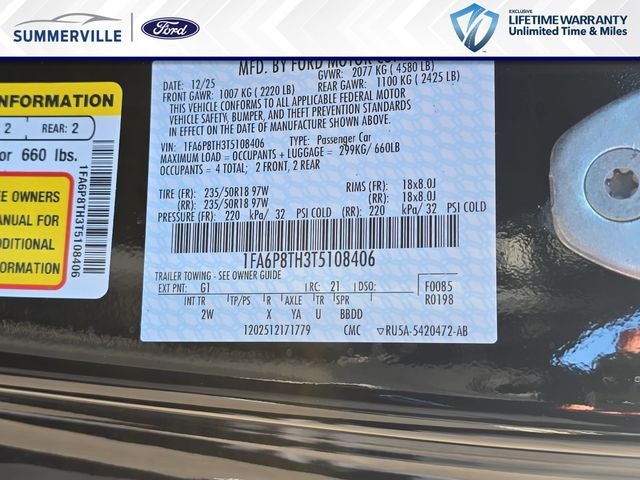 SUMMERVILLE
Ford
EXCLUSIVE
LIFETIME WARRANTY
Unlimited Time & Miles
MFD. BY FORD MOTOR
DATE: 12/25
GVWR: 2077 KG ( 4580 LB)
FRONT GAWR: 1007 KG ( 2220 LB)
REAR GAWR: 1100 KG ( 2425 LB)
THIS VEHICLE CONFORMS TO ALL APPLICABLE FEDERAL MOTOR
VEHICLE SAFETY, BUMPER, AND THEFT PREVENTION STANDARDS
IN EFFECT ON THE DATE OF MANUFACTURE SHOWN ABOVE.
VIN: 1FA6P8TH3T5108406 TYPE: Passenger Car
MAXIMUM LOAD = OCCUPANTS + LUGGAGE = 299KG/ 660LB
OCCUPANTS = 4 TOTAL; 2 FRONT, 2 REAR
TIRE (FR): 235/50R18 97W RIMS (FR): 18x8.0J
(RR): 235/50R18 97W (RR): 18x8.0J
PRESSURE (FR): 220 kPa/ 32 PSI COLD (RR): 220 kPa/ 32 PSI COLD
1FA6P8TH3T5108406
TRAILER TOWING - SEE OWNER GUIDE
EXT PNT: G1 RC: 21 DSO: F0085
INT TR TP/PS R AXLE TR SPR R0198
2W X YA U BBDD
1202512171779 CMC RU5A-5420472-AB
INFORMATION
2 REAR: 2
or 660 lbs.
SEE OWNERS
MANUAL FOR
ADDITIONAL
INFORMATION
1FA6P8TH3T5108406